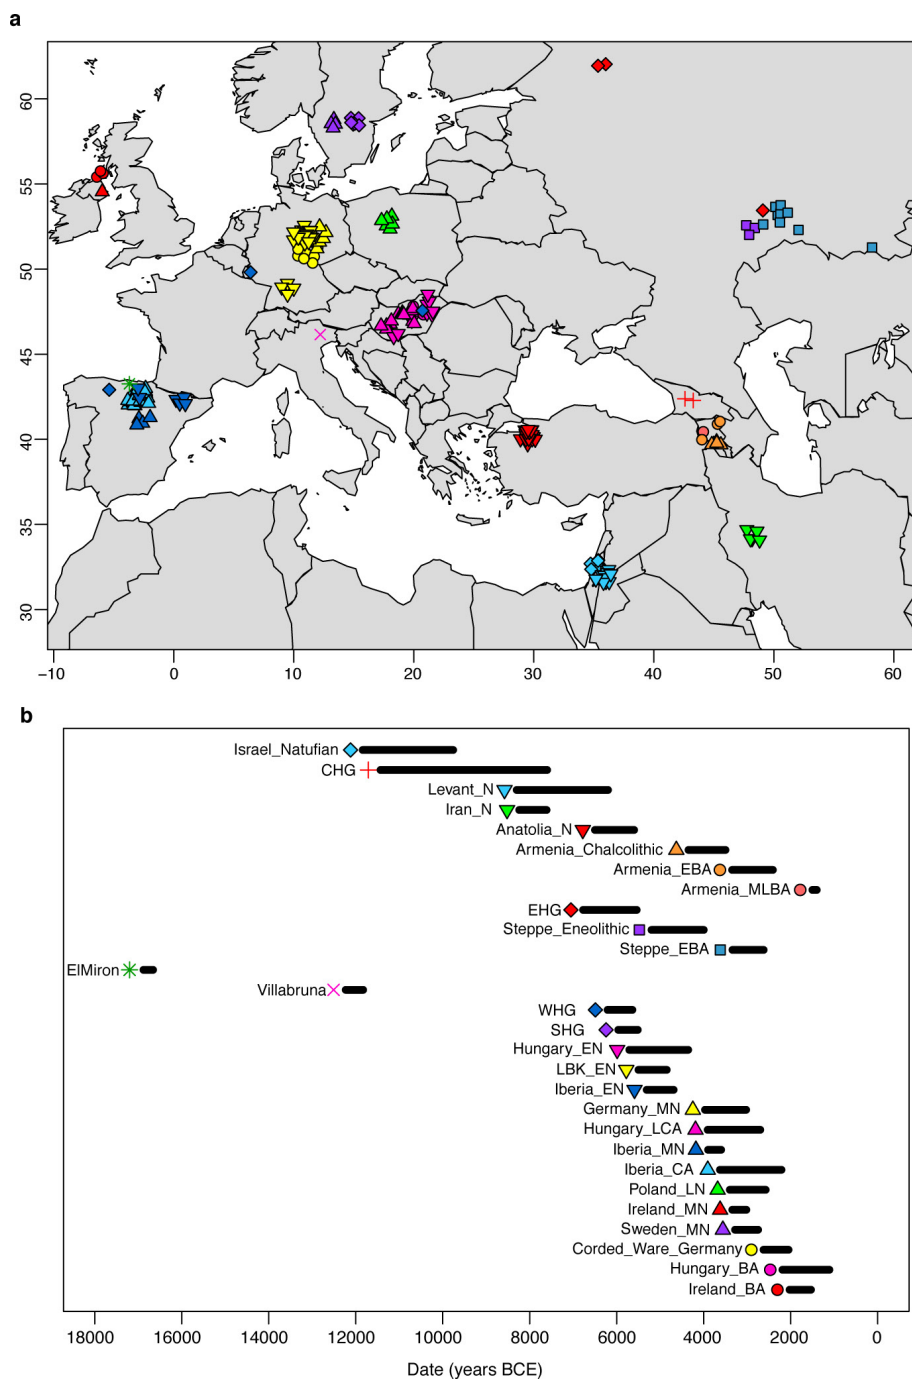 a
60
55
50
45
40
35
30
−10
0
10
20
30
40
50
60
b
Israel_Natufian
CHG
Levant_N
Iran_N
Anatolia_N
Armenia_Chalcolithic
Armenia_EBA
Armenia_MLBA
EHG
Steppe_Eneolithic
Steppe_EBA
ElMiron
Villabruna
WHG
SHG
Hungary_EN
LBK_EN
Iberia_EN
Germany_MN
Hungary_LCA
Iberia_MN
Iberia_CA
Poland_LN
Ireland_MN
Sweden_MN
Corded_Ware_Germany
Hungary_BA
Ireland_BA
18000 16000 14000 12000 10000 8000 6000 4000 2000 0
Date (years BCE)